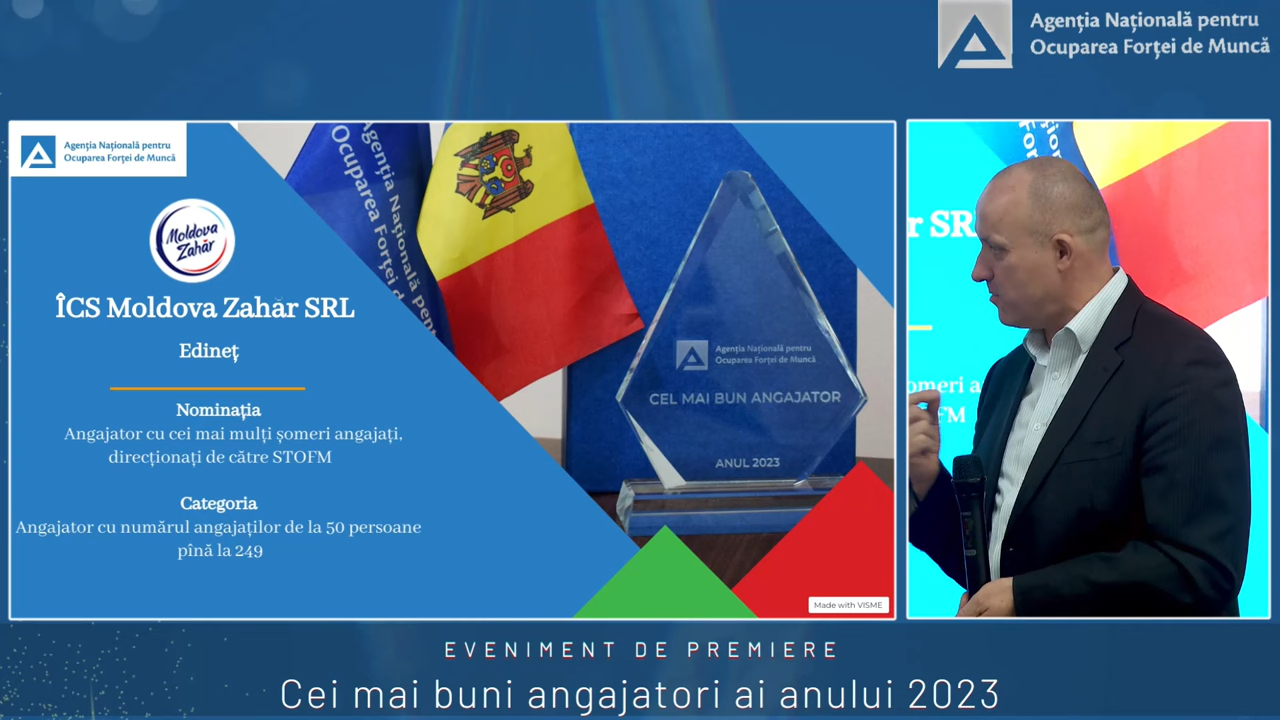 Agenția Națională pentru
Ocuparea Forței de Muncă
Agenția Națională pentru
Ocuparea Forței de Muncă
Moldova
Zahăr
ÎCS Moldova Zahăr SRL
Edineț
Nominația
Angajator cu cei mai mulți șomeri angajați,
direcționați de către STOFM
Categoria
Angajator cu numărul angajaților de la 50 persoane
pînă la 249
Agenția Națională pent
Ocuparea Forței d
Agenția Națională pentru
Ocuparea Forței de Muncă
CEL MAI BUN ANGAJATOR
ANUL 2023
Made with VISME
r SR
omeri a
FM
EVENIMENT DE PREMIERE
Cei mai buni angajatori ai anului 2023